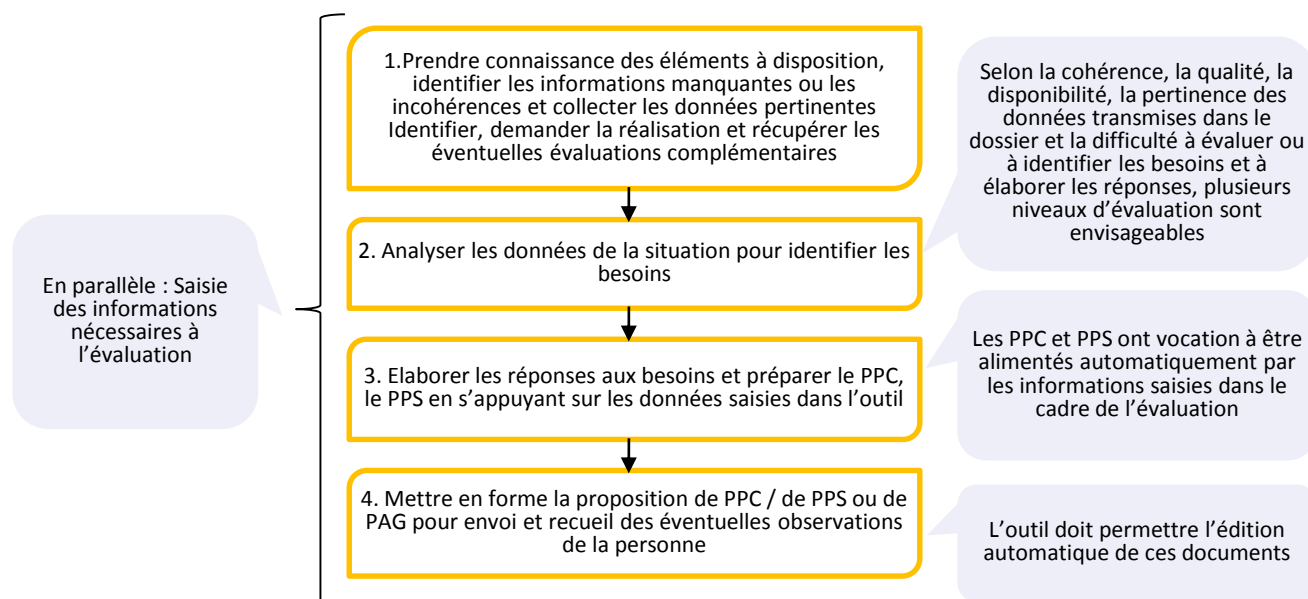 1.Prendre connaissance des éléments à disposition,
identifier les informations manquantes ou les
incohérences et collecter les données pertinentes
Identifier, demander la réalisation et récupérer les
éventuelles évaluations complémentaires
Selon la cohérence, la qualité, la
disponibilité, la pertinence des
données transmises dans le
dossier et la difficulté à évaluer ou
à identifier les besoins et à
élaborer les réponses, plusieurs
niveaux d’évaluation sont
envisageables
2. Analyser les données de la situation pour identifier les
besoins
En parallèle : Saisie
des informations
nécessaires à
l’évaluation
3. Elaborer les réponses aux besoins et préparer le PPC,
le PPS en s’appuyant sur les données saisies dans l’outil
Les PPC et PPS ont vocation à être
alimentés automatiquement par
les informations saisies dans le
cadre de l’évaluation
4. Mettre en forme la proposition de PPC / de PPS ou de
PAG pour envoi et recueil des éventuelles observations
de la personne
L’outil doit permettre l’édition
automatique de ces documents